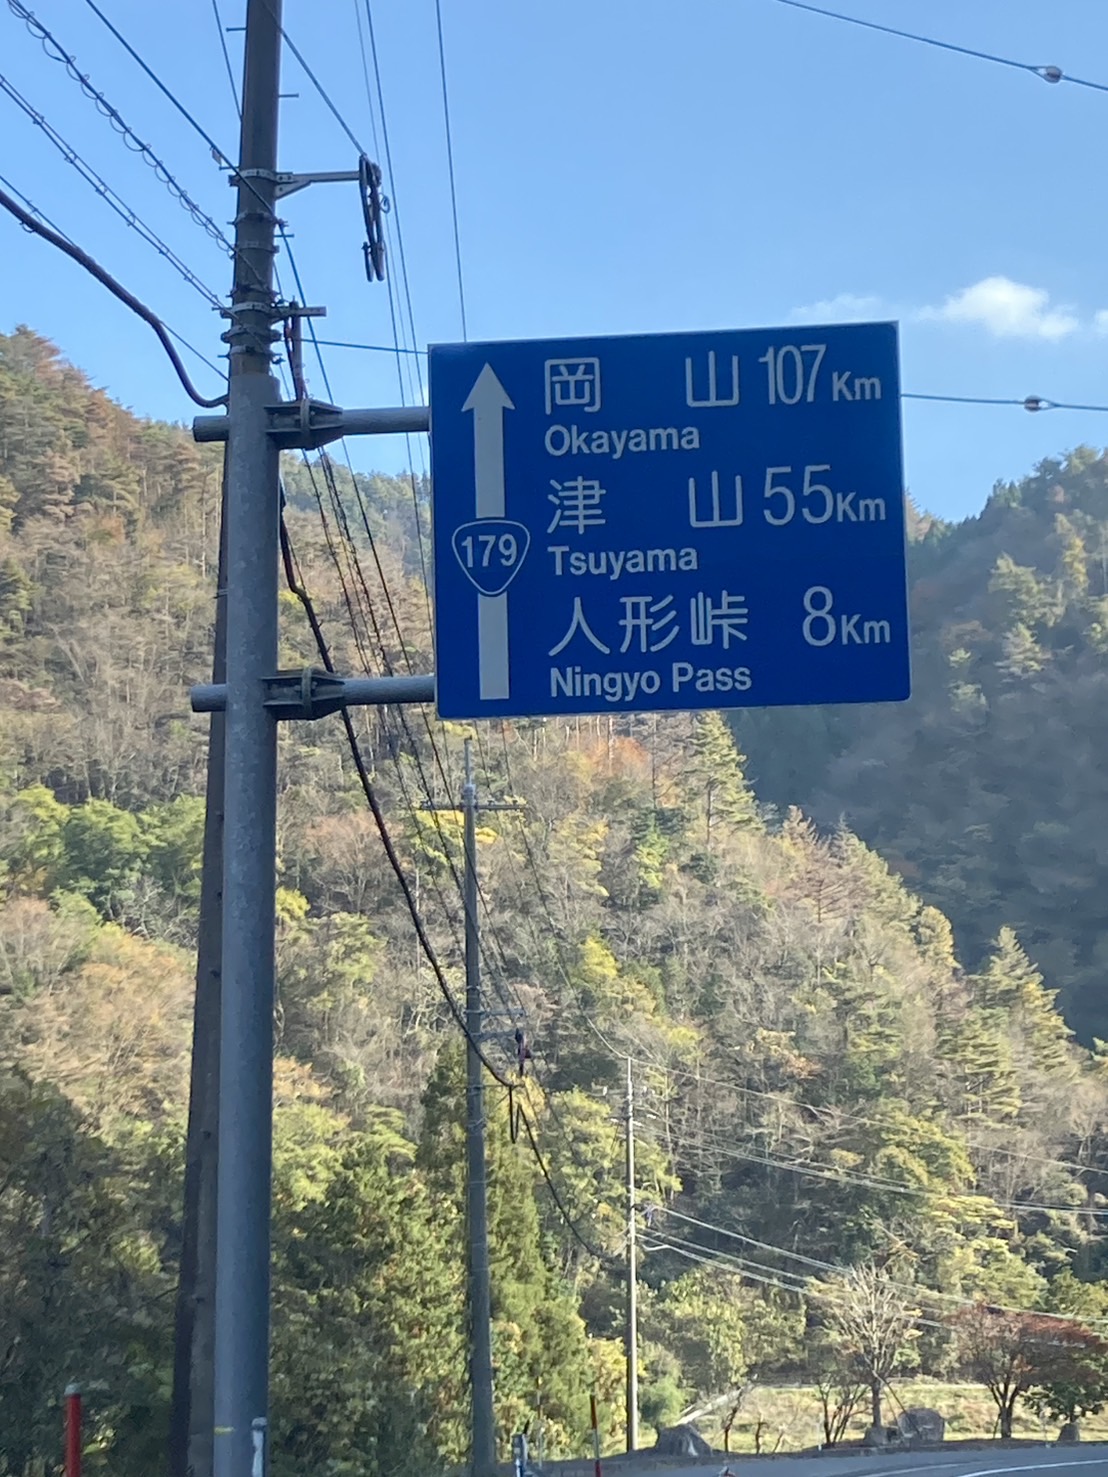 岡山 107Km
Okayama
津山 55Km
Tsuyama
179
人形峠 8Km
Ningyo Pass